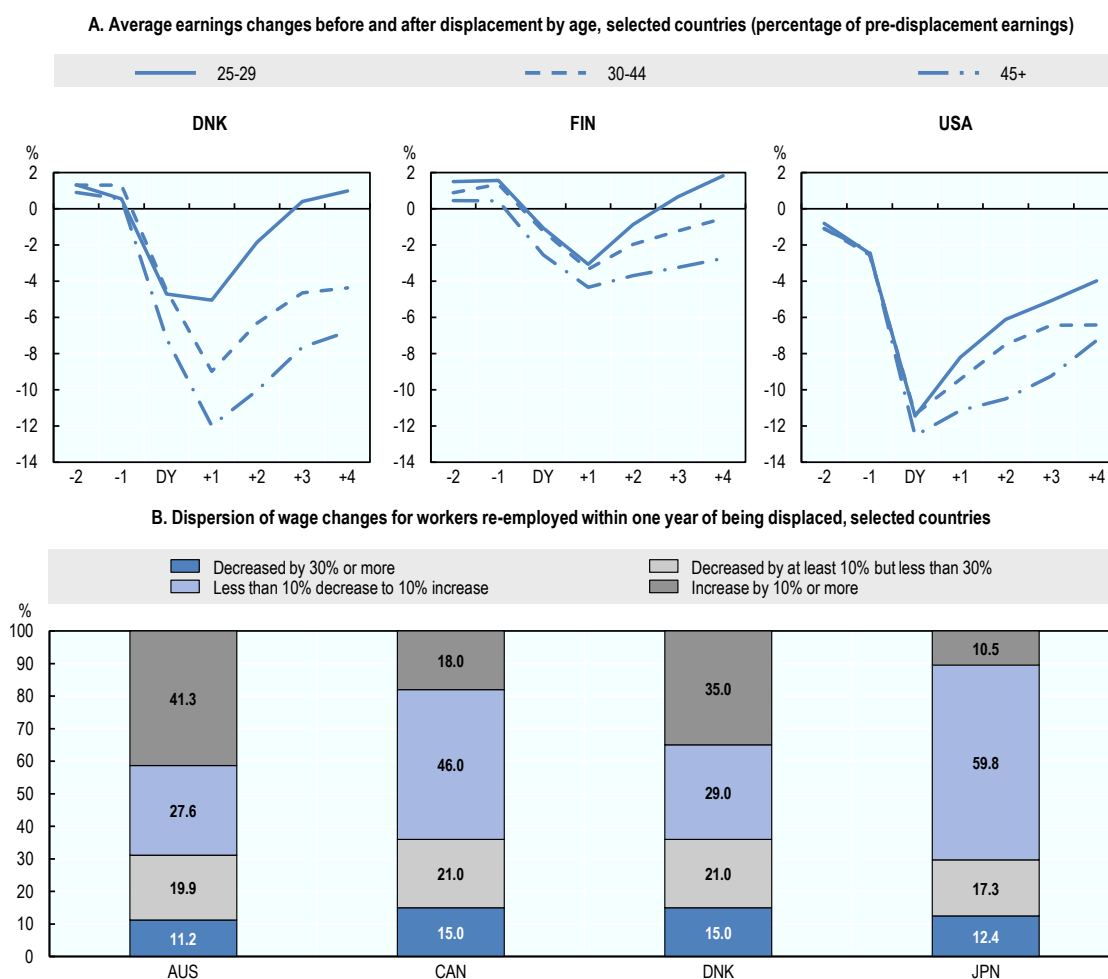 A. Average earnings changes before and after displacement by age, selected countries (percentage of pre-displacement earnings)
25-29 30-44 45+
DNK FIN USA
% % %
2 2 2
0 0 0
-2 -2 -2
-4 -4 -4
-6 -6 -6
-8 -8 -8
-10 -10 -10
-12 -12 -12
-14 -14 -14
-2 -1 DY +1 +2 +3 +4 -2 -1 DY +1 +2 +3 +4 -2 -1 DY +1 +2 +3 +4
B. Dispersion of wage changes for workers re-employed within one year of being displaced, selected countries
Decreased by 30% or more Decreased by at least 10% but less than 30%
Less than 10% decrease to 10% increase Increase by 10% or more
%
100
90
80
70
60
50
40
30
20
10
0
41.3 18.0 35.0 10.5
27.6 46.0 29.0 59.8
19.9 21.0 21.0 17.3
11.2 15.0 15.0 12.4
AUS CAN DNK JPN